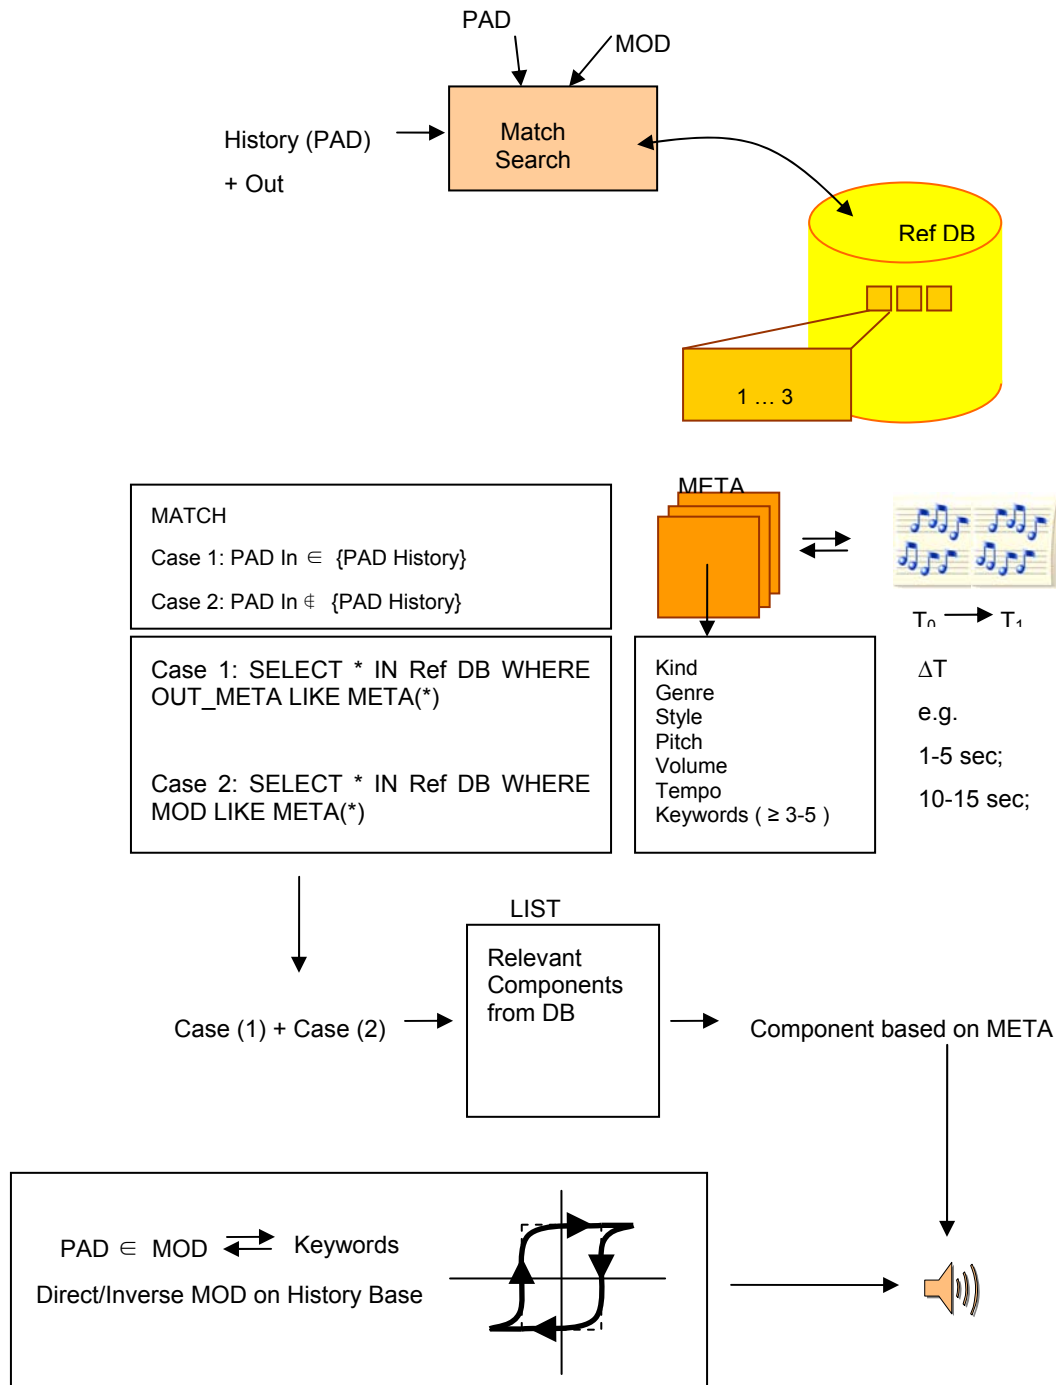 PAD
MOD
History (PAD)
+ Out
Match
Search
Ref DB
1 ... 3
META
MATCH
Case 1: PAD In ∈ {PAD History}
Case 2: PAD In ∉ {PAD History}
T0 T1
Case 1: SELECT * IN Ref DB WHERE
OUT_META LIKE META(*)
Case 2: SELECT * IN Ref DB WHERE
MOD LIKE META(*)
Kind
Genre
Style
Pitch
Volume
Tempo
Keywords ( ≥ 3-5 )
ΔT
e.g.
1-5 sec;
10-15 sec;
LIST
Relevant
Components
from DB
Case (1) + Case (2)
Component based on META
PAD ∈ MOD Keywords
Direct/Inverse MOD on History Base